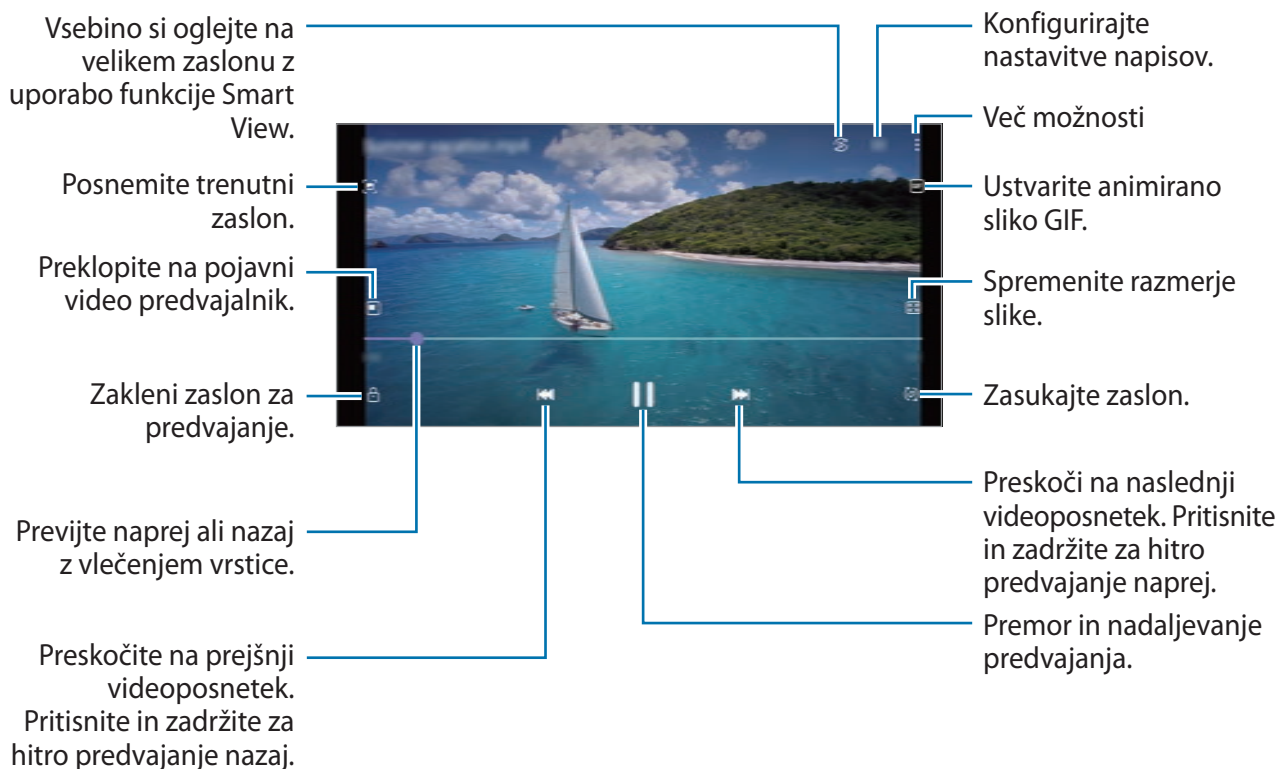 Vsebino si oglejte na
velikem zaslonu z
uporabo funkcije Smart
View.
Posnemite trenutni
zaslon.
Preklopite na pojavni
video predvajalnik.
Zakleni zaslon za
predvajanje.
Previjte naprej ali nazaj
z vlečenjem vrstice.
Preskočite na prejšnji
videoposnetek.
Pritisnite in zadržite za
hitro predvajanje nazaj.
Konfigurirajte
nastavitve napisov.
Več možnosti
Ustvarite animirano
sliko GIF.
Spremenite razmerje
slike.
Zasukajte zaslon.
Preskoči na naslednji
videoposnetek. Pritisnite
in zadržite za hitro
predvajanje naprej.
Premor in nadaljevanje
predvajanja.